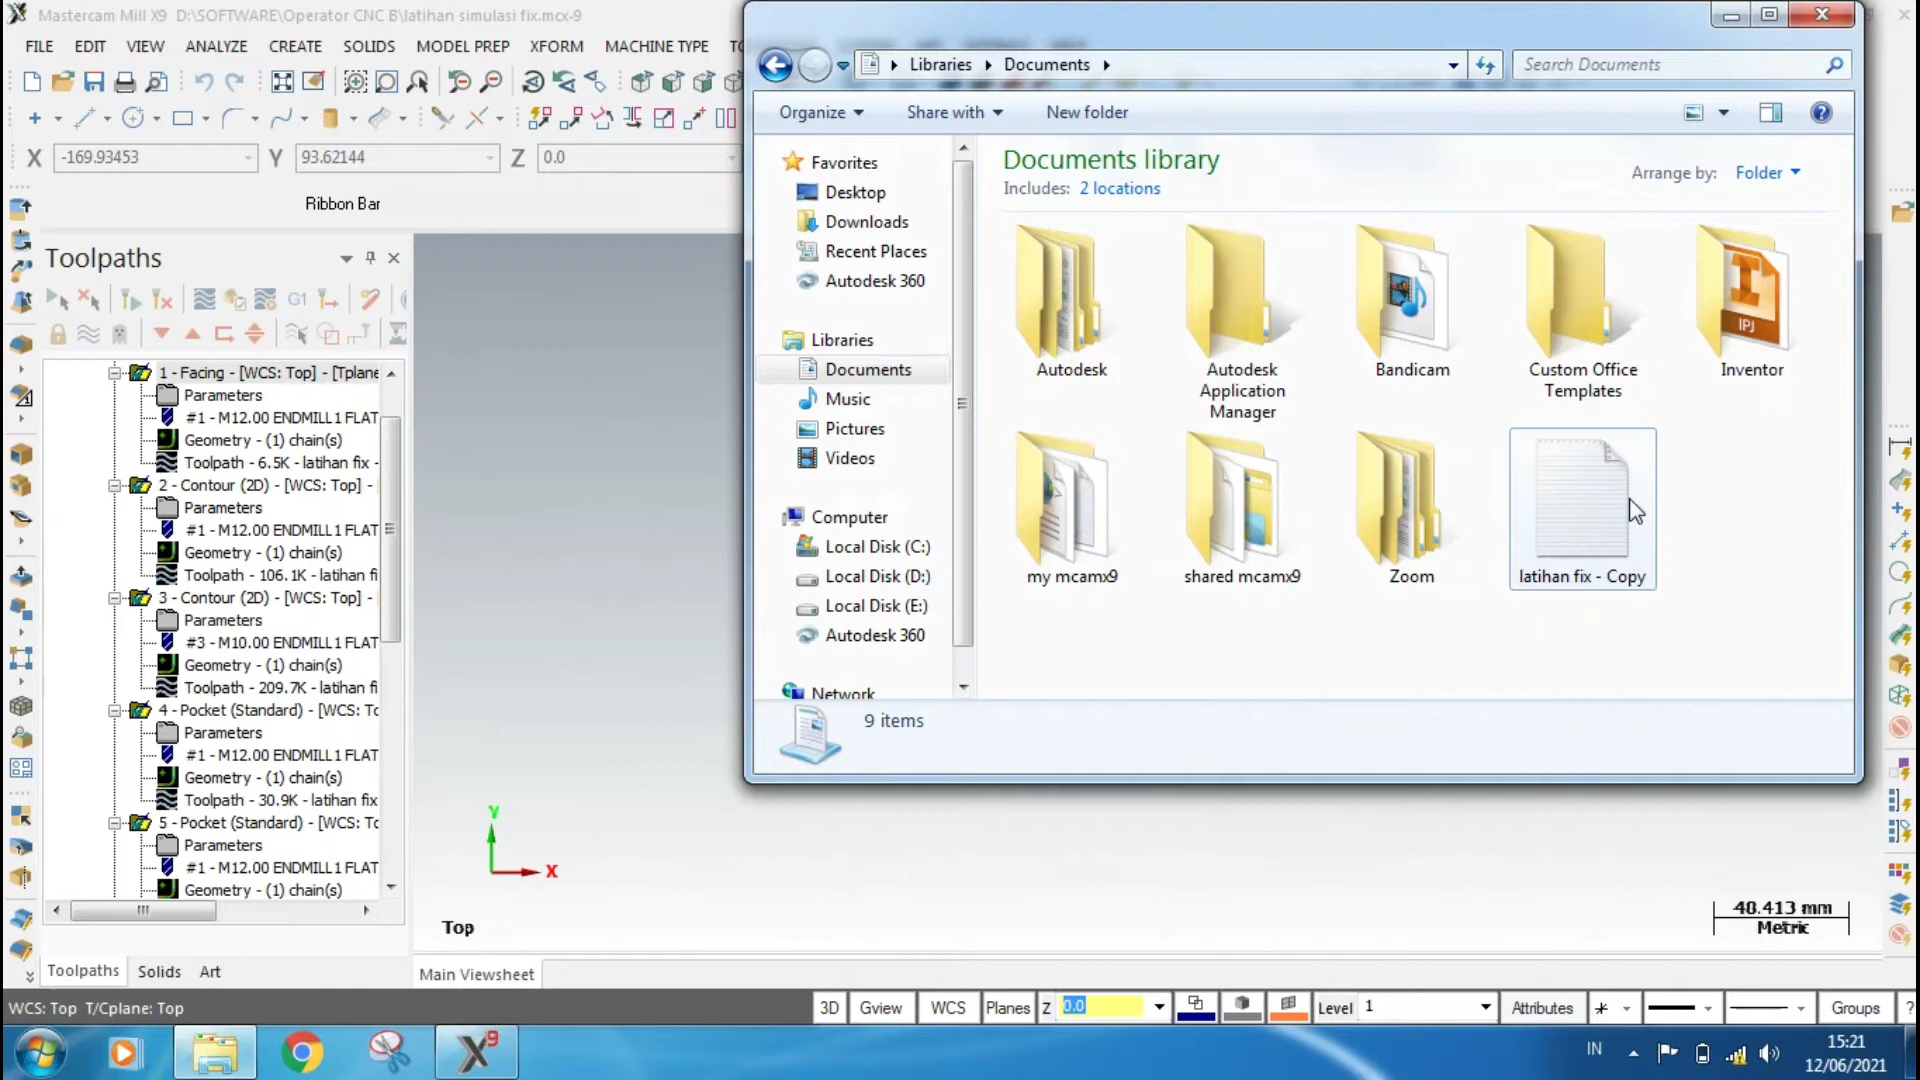 Mastercam Mill X9 D:\SOFTWARE\Operator CNC B\latihan simulasi fix.mcx-9
FILE EDIT VIEW ANALYZE CREATE SOLIDS MODEL PREP XFORM MACHINE TYPE
X -169.93453 Y 93.62144 Z 0.0
Ribbon Bar
Toolpaths
G1
1 - Facing - [WCS: Top] - [Tplane
Parameters
#1 - M12.00 ENDMILL1 FLAT
Geometry - (1) chain(s)
Toolpath - 6.5K - latihan fix -
2 - Contour (2D) - [WCS: Top] -
Parameters
#1 - M12.00 ENDMILL1 FLAT
Geometry - (1) chain(s)
Toolpath - 106.1K - latihan fi
3 - Contour (2D) - [WCS: Top] -
Parameters
#3 - M10.00 ENDMILL1 FLAT
Geometry - (1) chain(s)
Toolpath - 209.7K - latihan fi
4 - Pocket (Standard) - [WCS: To
Parameters
#1 - M12.00 ENDMILL1 FLAT
Geometry - (1) chain(s)
Toolpath - 30.9K - latihan fix
5 - Pocket (Standard) - [WCS: To
Parameters
#1 - M12.00 ENDMILL1 FLAT
Geometry - (1) chain(s)
Toolpaths Solids Art
Libraries Documents
Search Documents
Organize Share with New folder
Favorites
Desktop
Downloads
Recent Places
Autodesk 360
Libraries
Documents
Music
Pictures
Videos
Computer
Local Disk (C:)
Local Disk (D:)
Local Disk (E:)
Autodesk 360
Network
Documents library
Includes: 2 locations
Arrange by: Folder
IPJ
Autodesk
Autodesk Application Manager
Bandicam
Custom Office Templates
Inventor
my mcamx9
shared mcamx9
Zoom
latihan fix - Copy
9 items
Y
X
Top
48.413 mm
Metric
Main Viewsheet
WCS: Top T/Cplane: Top
3D Gview WCS Planes Z 0.0 Level 1 Attributes Groups ?
IN
15:21
12/06/2021